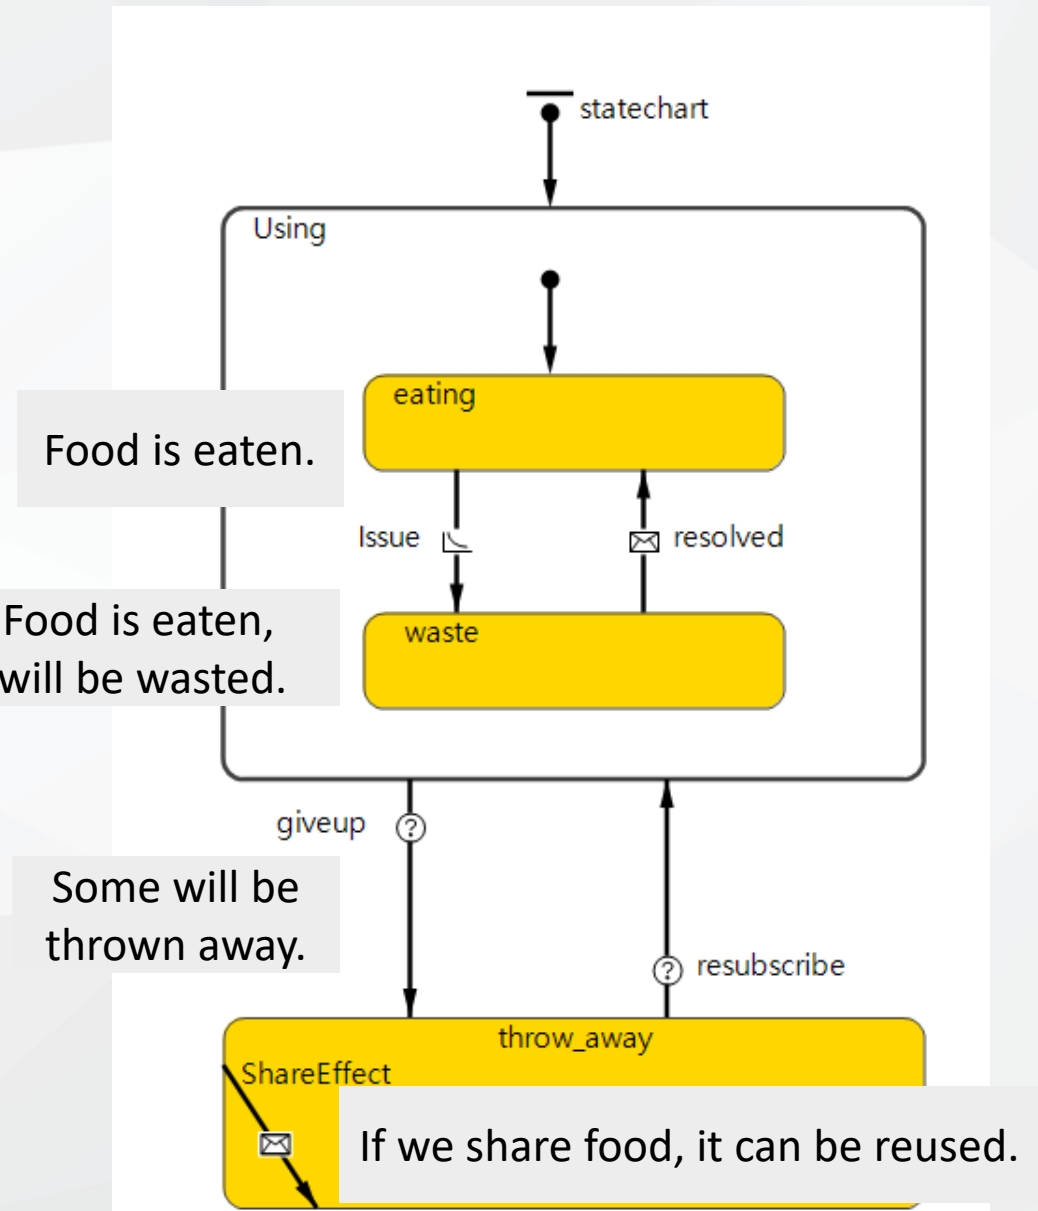 statechart
Using
eating
Food is eaten.
Issue
resolved
Food is eaten,
will be wasted.
waste
giveup
Some will be
thrown away.
resubscribe
throw_away
ShareEffect
If we share food, it can be reused.